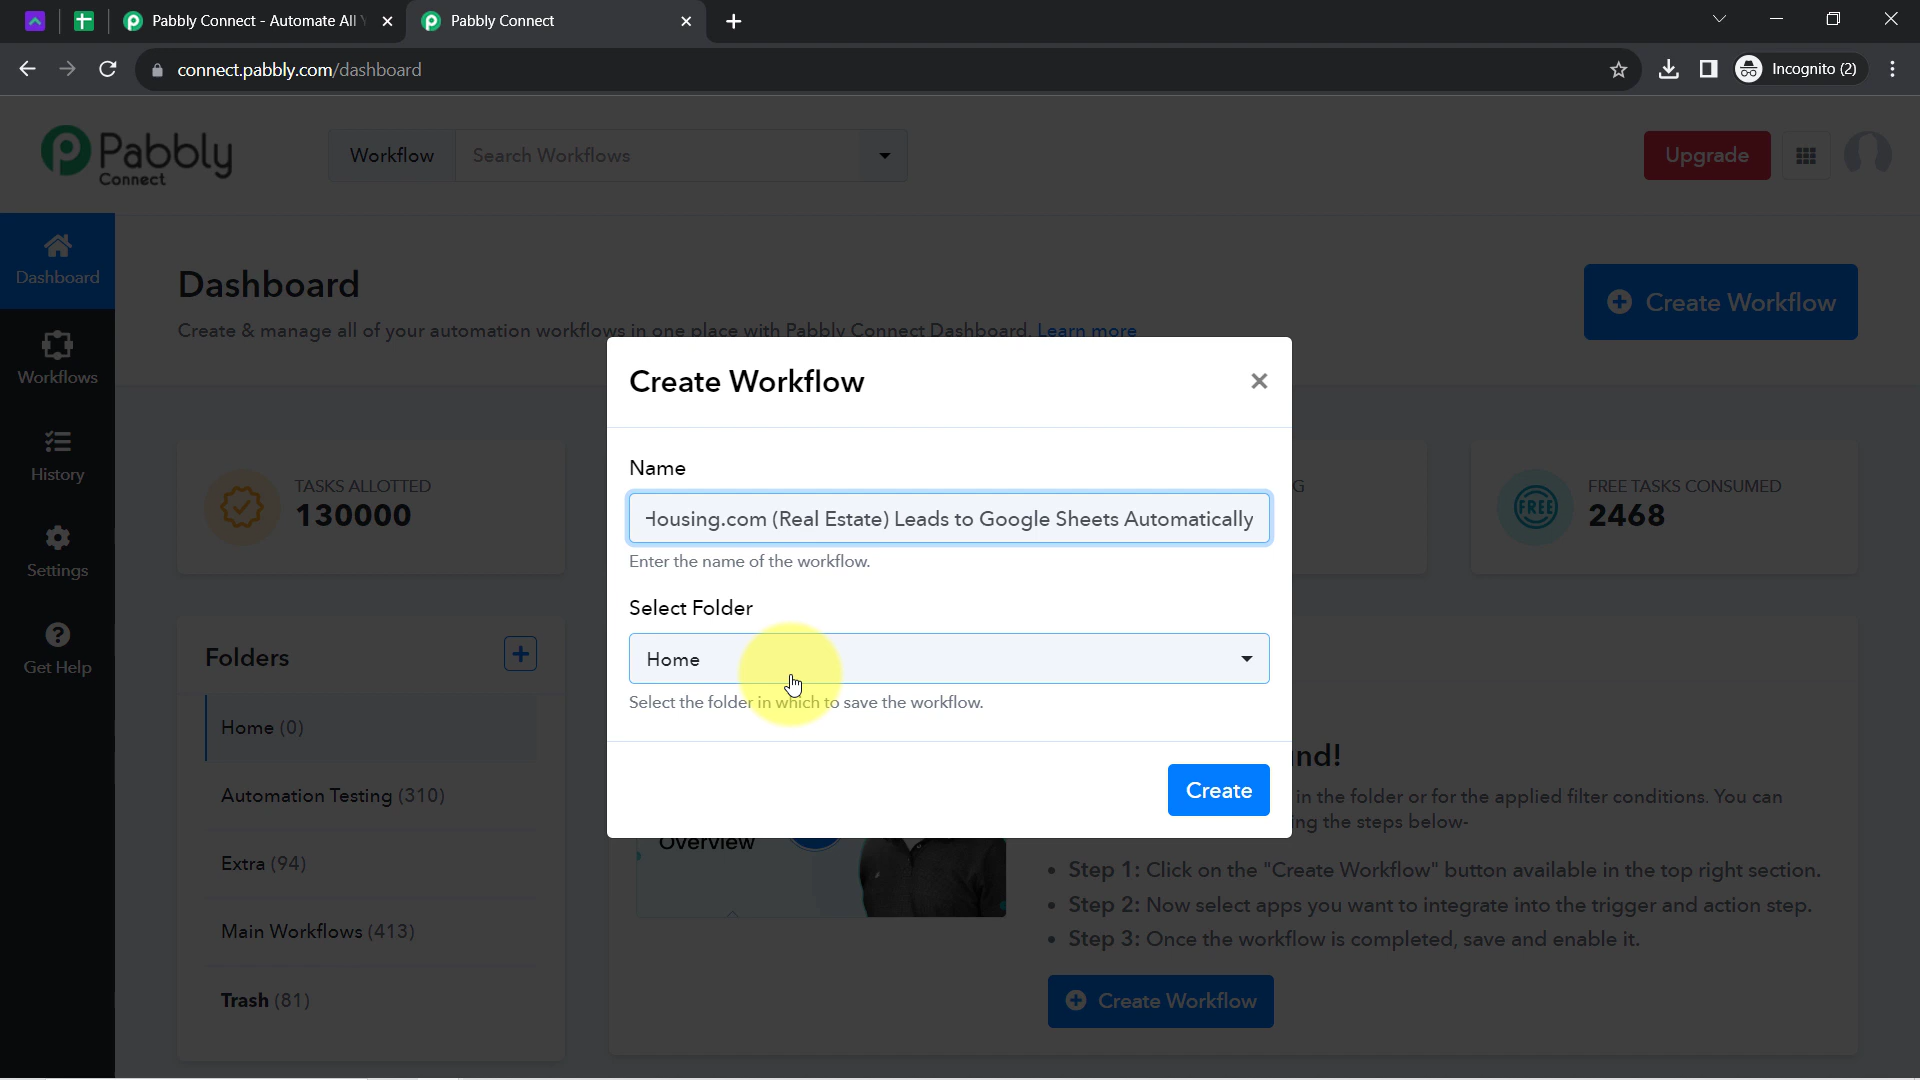 Pabbly Connect - Automate All
Pabbly Connect
connect.pabbly.com/dashboard
Incognito (2)
Pabbly
Connect
Workflow
Search Workflows
Upgrade
Dashboard
Workflows
History
Settings
Get Help
Dashboard
Create & manage all of your automation workflows in one place with Pabbly Connect Dashboard. Learn more
Create Workflow
TASKS ALLOTTED
130000
G
FREE
FREE TASKS CONSUMED
2468
Folders
Home (0)
Automation Testing (310)
Extra (94)
Main Workflows (413)
Trash (81)
Create Workflow
Name
Housing.com (Real Estate) Leads to Google Sheets Automatically
Enter the name of the workflow.
Select Folder
Home
Select the folder in which to save the workflow.
Create
Overview
nd!
in the folder or for the applied filter conditions. You can
ing the steps below-
• Step 1: Click on the "Create Workflow" button available in the top right section.
• Step 2: Now select apps you want to integrate into the trigger and action step.
• Step 3: Once the workflow is completed, save and enable it.
Create Workflow